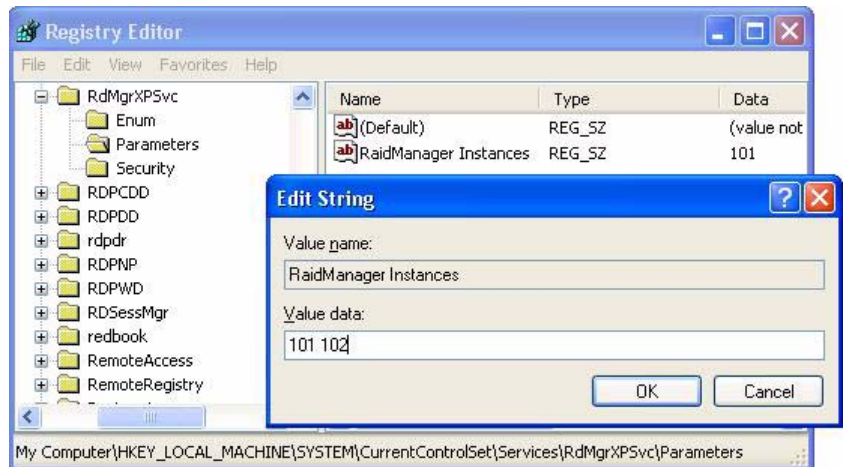 Registry Editor
File Edit View Favorites Help
RdMgrXPSvc
Enum
Parameters
Security
RDPCDD
RDPDD
rdpdr
RDPNP
RDPWD
RDSessMgr
redbook
RemoteAccess
RemoteRegistry
Name Type Data
(Default) REG_SZ (value not
RaidManager Instances REG_SZ 101
Edit String
Value name:
RaidManager Instances
Value data:
101 102
OK Cancel
My Computer\HKEY_LOCAL_MACHINE\SYSTEM\CurrentControlSet\Services\RdMgrXPSvc\Parameters